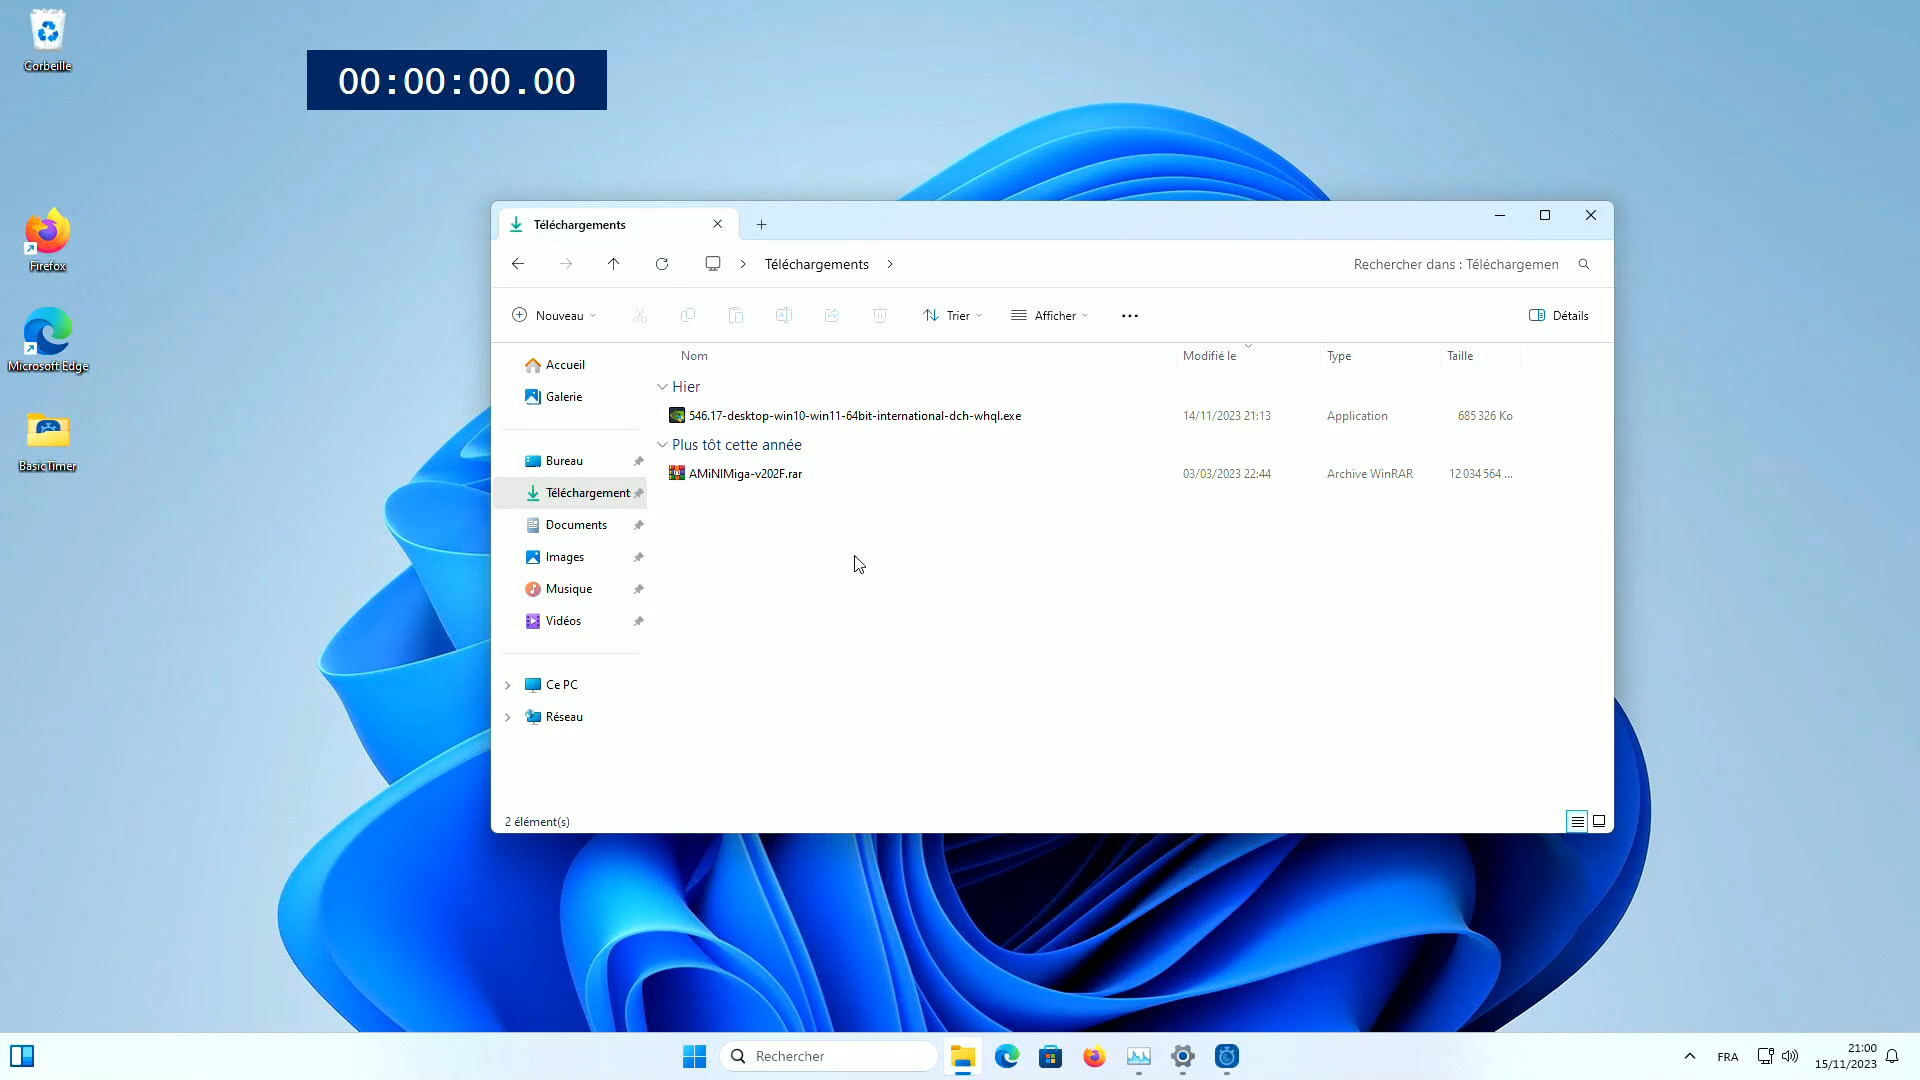 Corbeille
00:00:00.00
Firefox
Microsoft Edge
BasicTimer
Téléchargements
Téléchargements
Rechercher dans : Téléchargemen
Nouveau
Trier
Afficher
Détails
Accueil
Galerie
Bureau
Téléchargement
Documents
Images
Musique
Vidéos
Ce PC
Réseau
Nom Modifié le Type Taille
Hier
546.17-desktop-win10-win11-64bit-international-dch-whql.exe 14/11/2023 21:13 Application 685 326 Ko
Plus tôt cette année
AMiNIMiga-v202F.rar 03/03/2023 22:44 Archive WinRAR 12 034 564 ...
2 élément(s)
Rechercher
FRA
21:00
15/11/2023